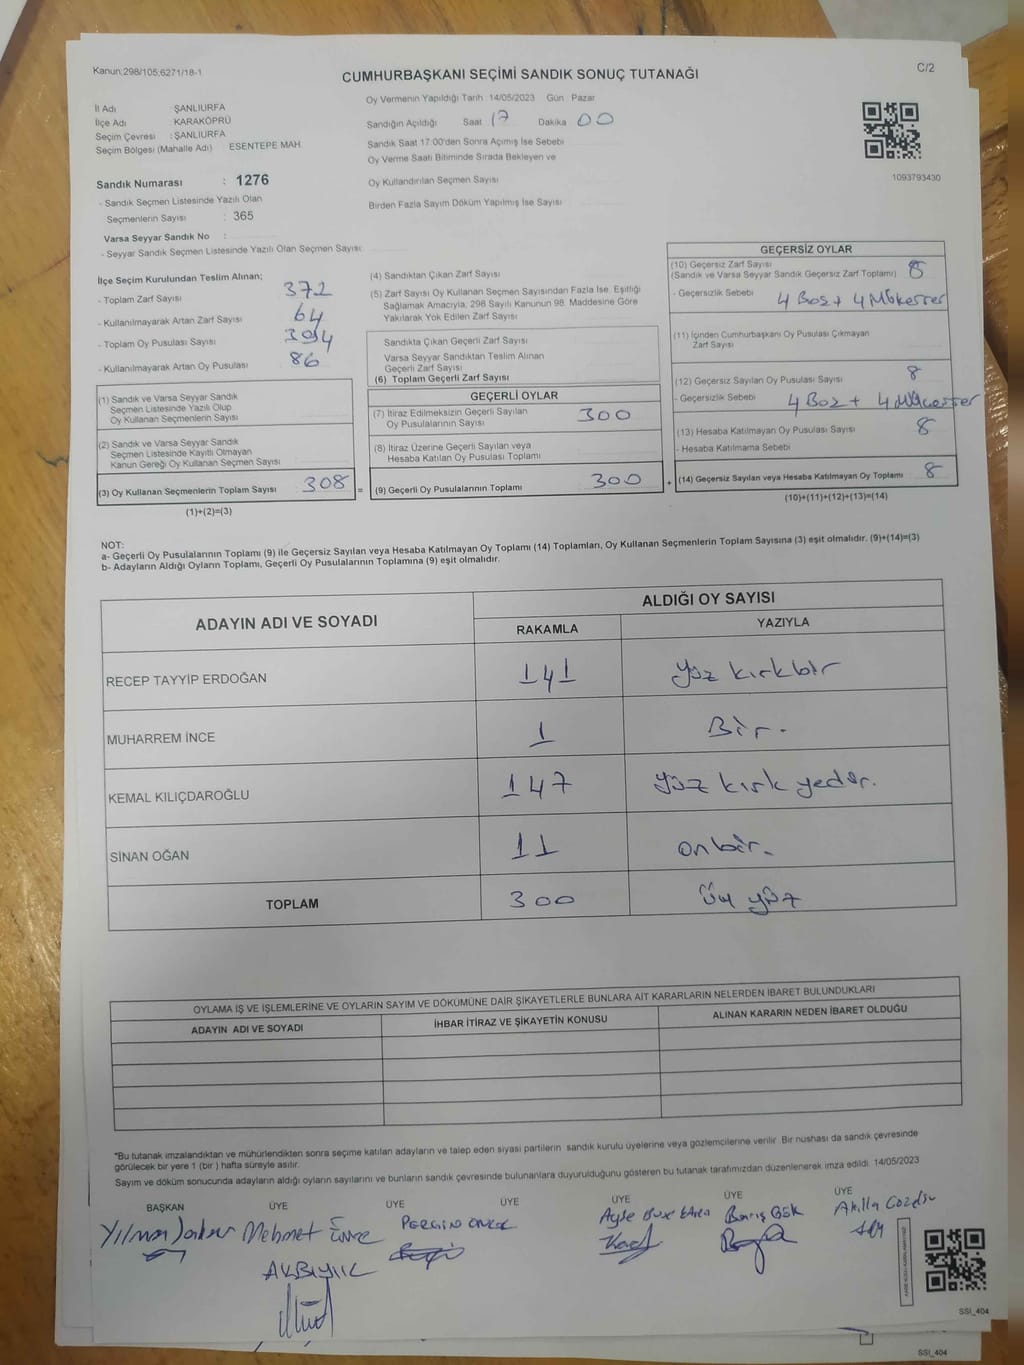 Kanun;298/105;6271/18-1
CUMHURBAŞKANI SEÇİMİ SANDIK SONUÇ TUTANAĞI
C/2
İl Adı ŞANLIURFA
İlçe Adı KARAKÖPRÜ
Seçim Çevresi : ŞANLIURFA
Seçim Bölgesi (Mahalle Adı) ESENTEPE MAH.
Oy Vermenin Yapıldığı Tarih 14/05/2023 Gün : Pazar
Sandığın Açıldığı Saat 17 Dakika 00
Sandık Saat 17:00'den Sonra Açılmış İse Sebebi
Oy Verme Saati Bitiminde Sırada Bekleyen ve
Oy Kullandırılan Seçmen Sayısı
Birden Fazla Sayım Döküm Yapılmış İse Sayısı
1093793430
Sandık Numarası : 1276
- Sandık Seçmen Listesinde Yazılı Olan
Seçmenlerin Sayısı : 365
Varsa Seyyar Sandık No :
- Seyyar Sandık Seçmen Listesinde Yazılı Olan Seçmen Sayısı
İlçe Seçim Kurulundan Teslim Alınan;
- Toplam Zarf Sayısı 372
- Kullanılmayarak Artan Zarf Sayısı 64
- Toplam Oy Pusulası Sayısı 394
- Kullanılmayarak Artan Oy Pusulası 86
(1) Sandık ve Varsa Seyyar Sandık
Seçmen Listesinde Yazılı Olup
Oy Kullanan Seçmenlerin Sayısı
(2) Sandık ve Varsa Seyyar Sandık
Seçmen Listesinde Kayıtlı Olmayan
Kanun Gereği Oy Kullanan Seçmen Sayısı
(3) Oy Kullanan Seçmenlerin Toplam Sayısı 308 =
(1)+(2)=(3)
(4) Sandıktan Çıkan Zarf Sayısı
(5) Zarf Sayısı Oy Kullanan Seçmen Sayısından Fazla İse, Eşitliği
Sağlamak Amacıyla, 298 Sayılı Kanunun 98. Maddesine Göre
Yakılarak Yok Edilen Zarf Sayısı
Sandıkta Çıkan Geçerli Zarf Sayısı
Varsa Seyyar Sandıktan Teslim Alınan
Geçerli Zarf Sayısı
(6) Toplam Geçerli Zarf Sayısı
GEÇERLİ OYLAR
(7) İtiraz Edilmeksizin Geçerli Sayılan
Oy Pusulasının Sayısı 300
(8) İtiraz Üzerine Geçerli Sayılan veya
Hesaba Katılan Oy Pusulası Toplamı
(9) Geçerli Oy Pusulalarının Toplamı 300 +
GEÇERSİZ OYLAR
(10) Geçersiz Zarf Sayısı
(Sandık ve Varsa Seyyar Sandık Geçersiz Zarf Toplamı) 8
- Geçersizlik Sebebi 4 Boş + 4 Mükerrer
(11) İçinden Cumhurbaşkanı Oy Pusulası Çıkmayan
Zarf Sayısı
(12) Geçersiz Sayılan Oy Pusulası Sayısı 8
- Geçersizlik Sebebi 4 Boş + 4 Mükerrer
(13) Hesaba Katılmayan Oy Pusulası Sayısı 8
- Hesaba Katılmama Sebebi
(14) Geçersiz Sayılan veya Hesaba Katılmayan Oy Toplamı 8
(10)+(11)+(12)+(13)=(14)
NOT:
a- Geçerli Oy Pusulalarının Toplamı (9) ile Geçersiz Sayılan veya Hesaba Katılmayan Oy Toplamı (14) Toplamları, Oy Kullanan Seçmenlerin Toplam Sayısına (3) eşit olmalıdır. (9)+(14)=(3)
b- Adayların Aldığı Oyların Toplamı, Geçerli Oy Pusulalarının Toplamına (9) eşit olmalıdır.
ADAYIN ADI VE SOYADI
ALDIĞI OY SAYISI
RAKAMLA YAZIYLA
RECEP TAYYİP ERDOĞAN 141 yüz kırkbir
MUHARREM İNCE 1 Bir.
KEMAL KILIÇDAROĞLU 147 yüz kırk yedir.
SİNAN OĞAN 11 onbir.
TOPLAM 300 üç yüz
OYLAMA İŞ VE İŞLEMLERİNE VE OYLARIN SAYIM VE DÖKÜMÜNE DAİR ŞİKAYETLERLE BUNLARA AİT KARARLARIN NELERDEN İBARET BULUNDUKLARI
ADAYIN ADI VE SOYADI İHBAR İTİRAZ VE ŞİKAYETİN KONUSU ALINAN KARARIN NEDEN İBARET OLDUĞU
*Bu tutanak imzalandıktan ve mühürlendikten sonra seçime katılan adayların ve talep eden siyasi partilerin sandık kurulu üyelerine veya gözlemcilerine verilir. Bir nushası da sandık çevresinde
görülecek bir yere 1 (bir ) hafta süreyle asılır.
Sayım ve döküm sonucunda adayların aldığı oyların sayılarını ve bunların sandık çevresinde bulunanlara duyurulduğunu gösteren bu tutanak tarafımızdan düzenlenerek imza edildi. 14/05/2023
BAŞKAN ÜYE ÜYE ÜYE ÜYE ÜYE ÜYE
Yılmaz Mehmet Emre Ayşe Barış Atilla
AKBIYIK
SSİ_404
SSİ_404